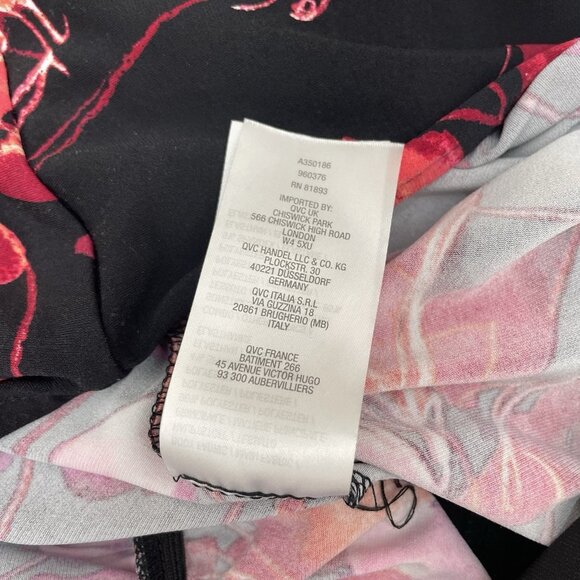 A350186
960376
RN 81893
IMPORTED BY:
QVC UK
CHISWICK PARK
566 CHISWICK HIGH ROAD
LONDON
W4 5XU
QVC HANDEL LLC & CO. KG
PLOCKSTR. 30
40221 DÜSSELDORF
GERMANY
QVC ITALIA S.R.L
VIA GUZZINA 18
20861 BRUGHERIO (MB)
ITALY
QVC FRANCE
BATIMENT 266
45 AVENUE VICTOR HUGO
93 300 AUBERVILLIERS